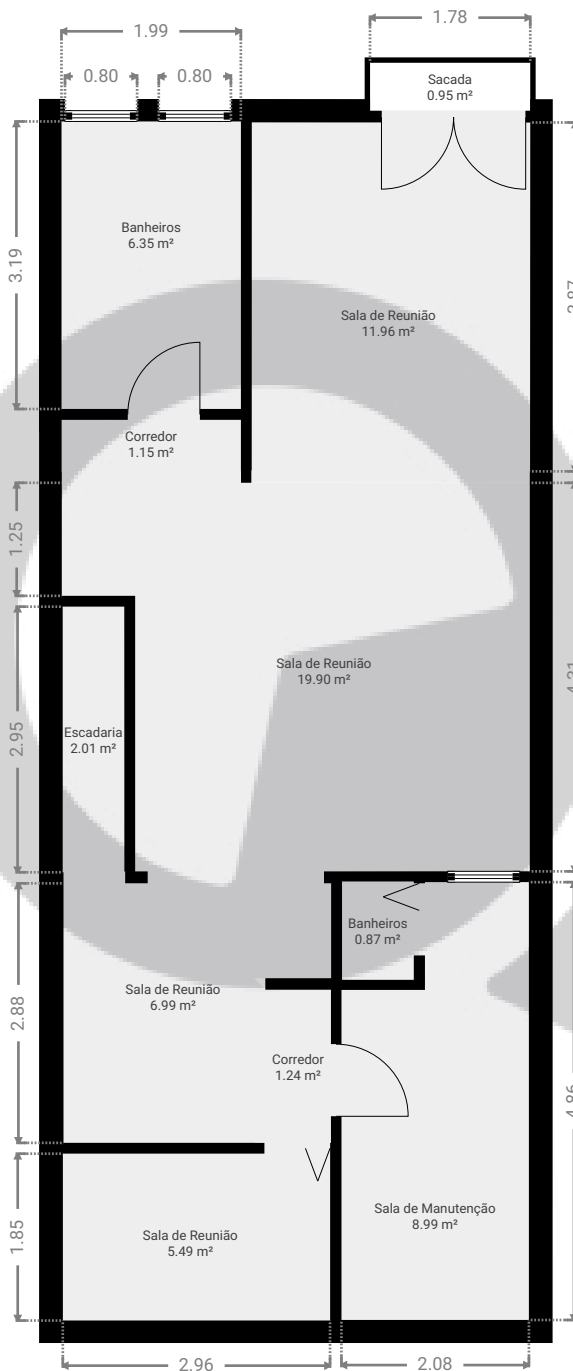 1.78
1.99
0.80
0.80
Sacada
0.95 m²
Banheiros
6.35 m²
3.19
Sala de Reunião
11.96 m²
Corredor
1.15 m²
1.25
Sala de Reunião
19.90 m²
Escadaria
2.01 m²
2.95
Banheiros
0.87 m²
Sala de Reunião
6.99 m²
2.88
Corredor
1.24 m²
4.86
Sala de Manutenção
8.99 m²
Sala de Reunião
5.49 m²
1.85
2.96
2.08